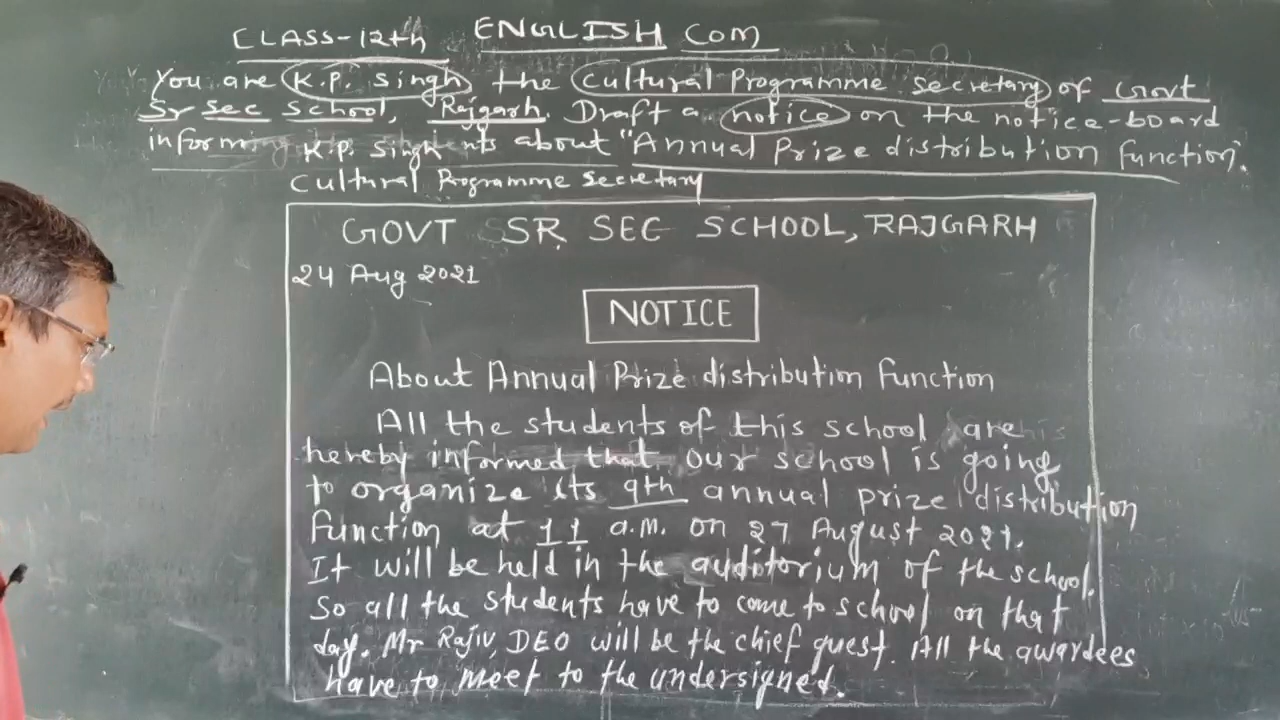 CLASS-12th ENGLISH COM
You are K.P. Singh the Cultural Programme secretary of Govt
Sr Sec School, Rajgarh. Draft a notice on the notice-board
informing K.P. Singh about "Annual Prize distribution function".
Cultural Programme Secretary
GOVT SR SEC SCHOOL, RAJGARH
24 Aug 2021
NOTICE
About Annual Prize distribution function
All the students of this school are
hereby informed that our school is going
to organize its 9th annual prize distribution
function at 11 a.m. on 27 August 2021.
It will be held in the auditorium of the school.
So all the students have to come to school on that
day. Mr Rajiv, DEO will be the chief guest. All the awardees
have to meet to the undersigned.